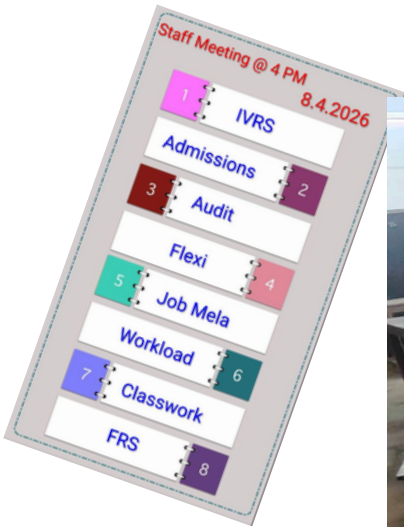 Staff Meeting @ 4 PM
8.4.2026
1 IVRS
Admissions 2
3 Audit
Flexi 4
5 Job Mela
Workload 6
7 Classwork
FRS 8